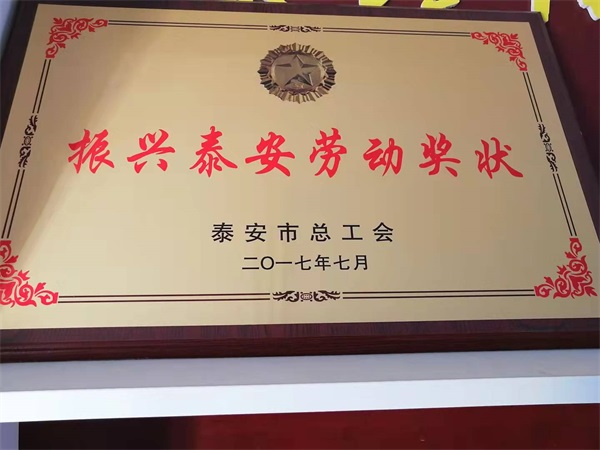 振兴泰安劳动奖状
泰安市总工会
二〇一七年七月